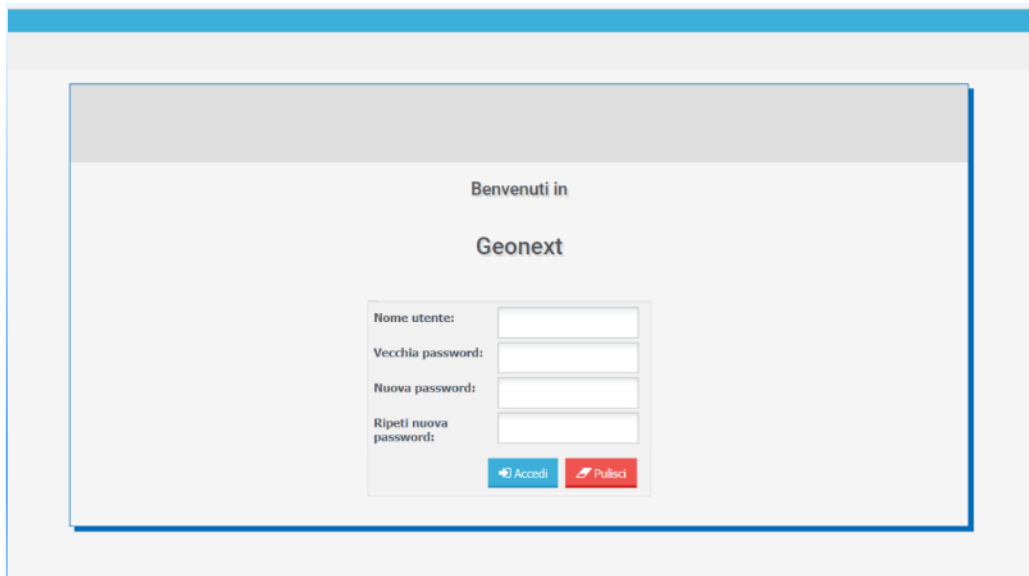 Benvenuti in
Geonext
Nome utente:
Vecchia password:
Nuova password:
Ripeti nuova
password:
Accedi Pulisci